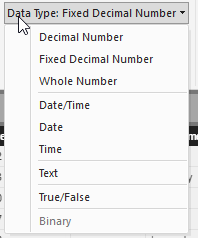 Data Type: Fixed Decimal Number
Decimal Number
Fixed Decimal Number
Whole Number
Date/Time
Date
Time
Text
True/False
Binary